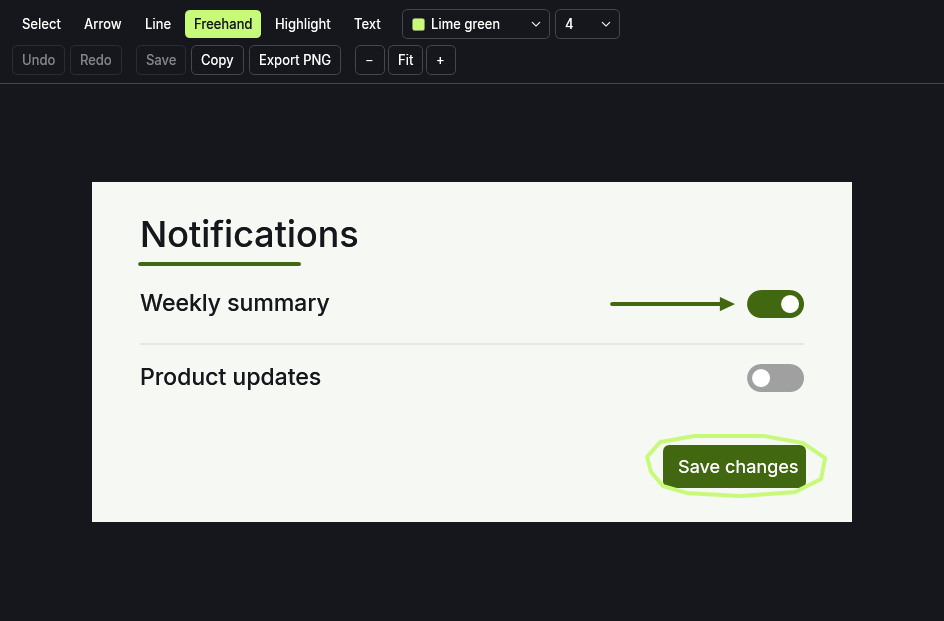 Select Arrow Line Freehand Highlight Text Lime green 4
Undo Redo Save Copy Export PNG − Fit +
Notifications
Weekly summary
Product updates
Save changes